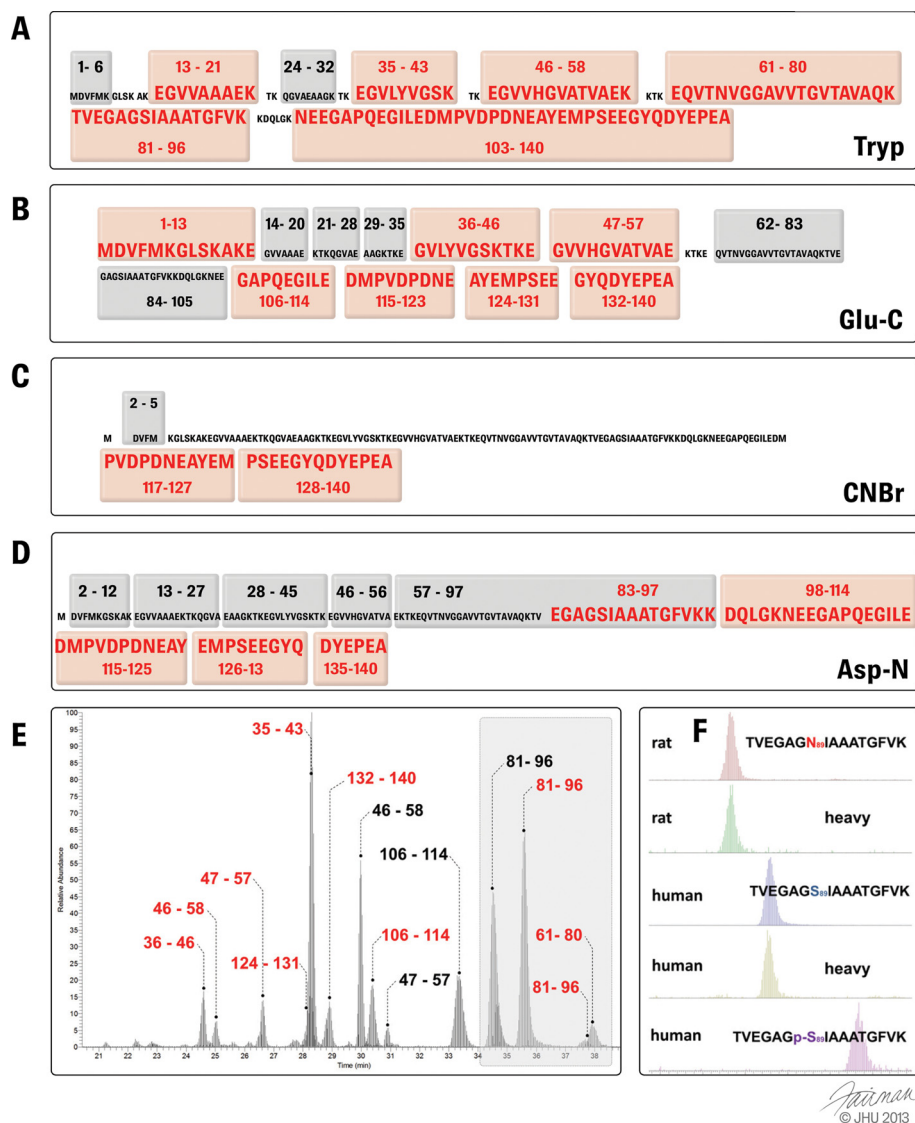 A
1- 6 13 - 21 24 - 32 35 - 43 46 - 58 61 - 80
MDVFMK GLSK AK EGVVAAAEK TK QGVAEAAGK TK EGVLYVGSK TK EGVVHGVATVAEK KTK EQVTNVGGAVVTGVTAVAQK
TVEGAGSIAAATGFVK KDQLGK NEEGAPQEGILEDMPVDPDNEAYEMPSEEGYQDYEPEA
81 - 96 103- 140
Tryp
B
1-13 14 - 20 21- 28 29- 35 36-46 47-57 62- 83
MDVFMKGLSKAKE GVVAAAE KTKQGVAE AAGKTKE GVLYVGSKTKE GVVHGVATVAE KTKE QVTNVGGAVVTGVTAVAQKTVE
GAGSIAAATGFVKKDQLGKNEE GAPQEGILE DMPVDPDNE AYEMPSEE GYQDYEPEA
84 - 105 106-114 115-123 124-131 132-140
Glu-C
C
2 - 5
M DVFM KGLSKAKEGVVAAAEKTKQGVAEAAGKTKEGVLYVGSKTKEGVVHGVATVAEKTKEQVTNVGGAVVTGVTAVAQKTVEGAGSIAAATGFVKKDQLGKNEEGAPQEGILEDM
PVDPDNEAYEM PSEEGYQDYEPEA
117-127 128-140
CNBr
D
2 - 12 13 - 27 28 - 45 46 - 56 57 - 97 83-97 98-114
M DVFMKGSKAK EGVVAAAEKTKQGVA EAAGKTKEGVLYVGSKTK EGVVHGVATVA EKTKEQVTNVGGAVVTGVTAVAQKTV EGAGSIAAATGFVKK DQLGKNEEGAPQEGILE
DMPVDPDNEAY EMPSEEGYQ DYEPEA
115-125 126-13 135-140
Asp-N
E
Relative Abundance
100
95
90
85
80
75
70
65
60
55
50
45
40
35
30
25
20
15
10
5
0
35 - 43
81- 96
132 - 140
81- 96
46 - 58
106 - 114
47 - 57
46 - 58
106 - 114
61- 80
36 - 46
124 - 131
47 - 57
81- 96
21 22 23 24 25 26 27 28 29 30 31 32 33 34 35 36 37 38
Time (min)
F
rat TVEGAGN89IAAATGFVK
rat heavy
human TVEGAGS89IAAATGFVK
human heavy
human TVEGAGp-S89IAAATGFVK
Fairman
© JHU 2013